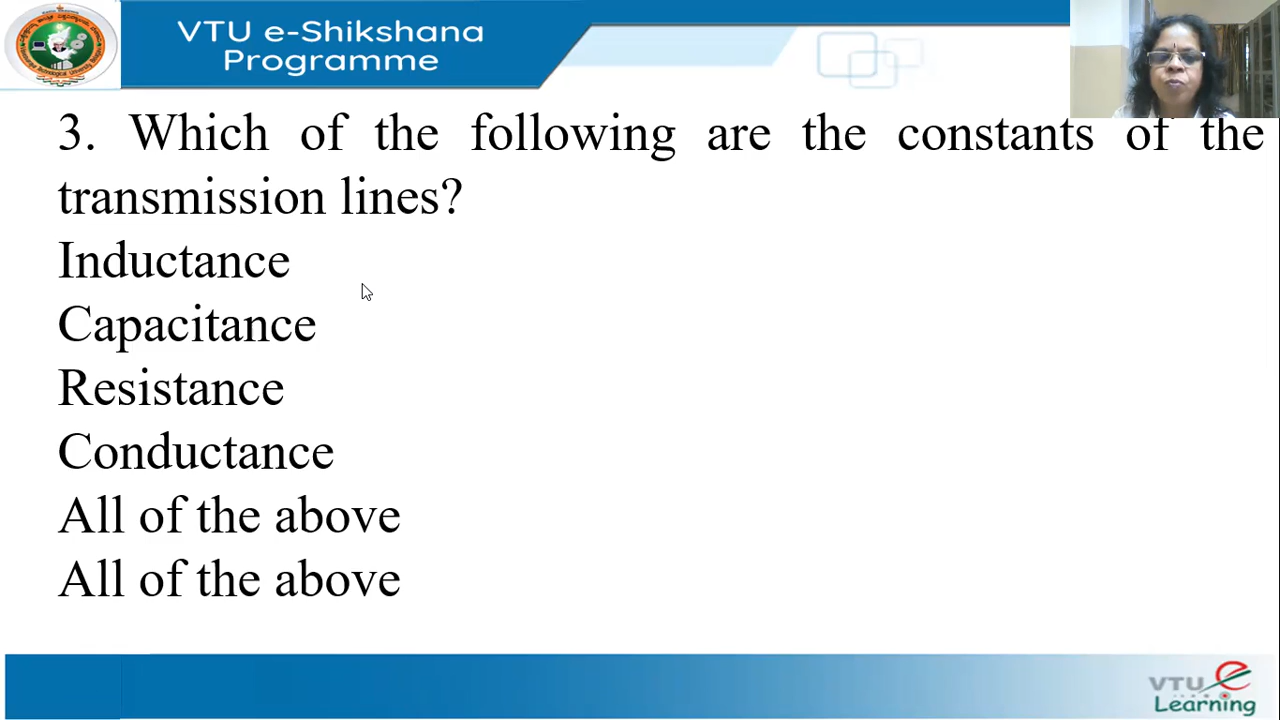 VTU e-Shikshana
Programme
3. Which of the following are the constants of the
transmission lines?
Inductance
Capacitance
Resistance
Conductance
All of the above
All of the above
VTU e
Learning